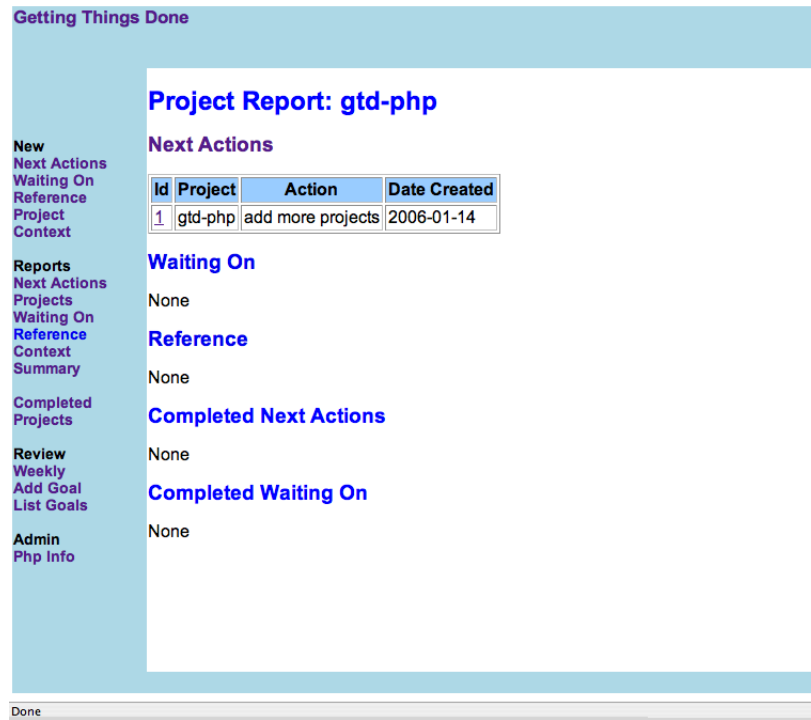 Getting Things Done
New
Next Actions
Waiting On
Reference
Project
Context
Reports
Next Actions
Projects
Waiting On
Reference
Context
Summary
Completed
Projects
Review
Weekly
Add Goal
List Goals
Admin
Php Info
Project Report: gtd-php
Next Actions
Id Project Action Date Created
1 gtd-php add more projects 2006-01-14
Waiting On
None
Reference
None
Completed Next Actions
None
Completed Waiting On
None
Done